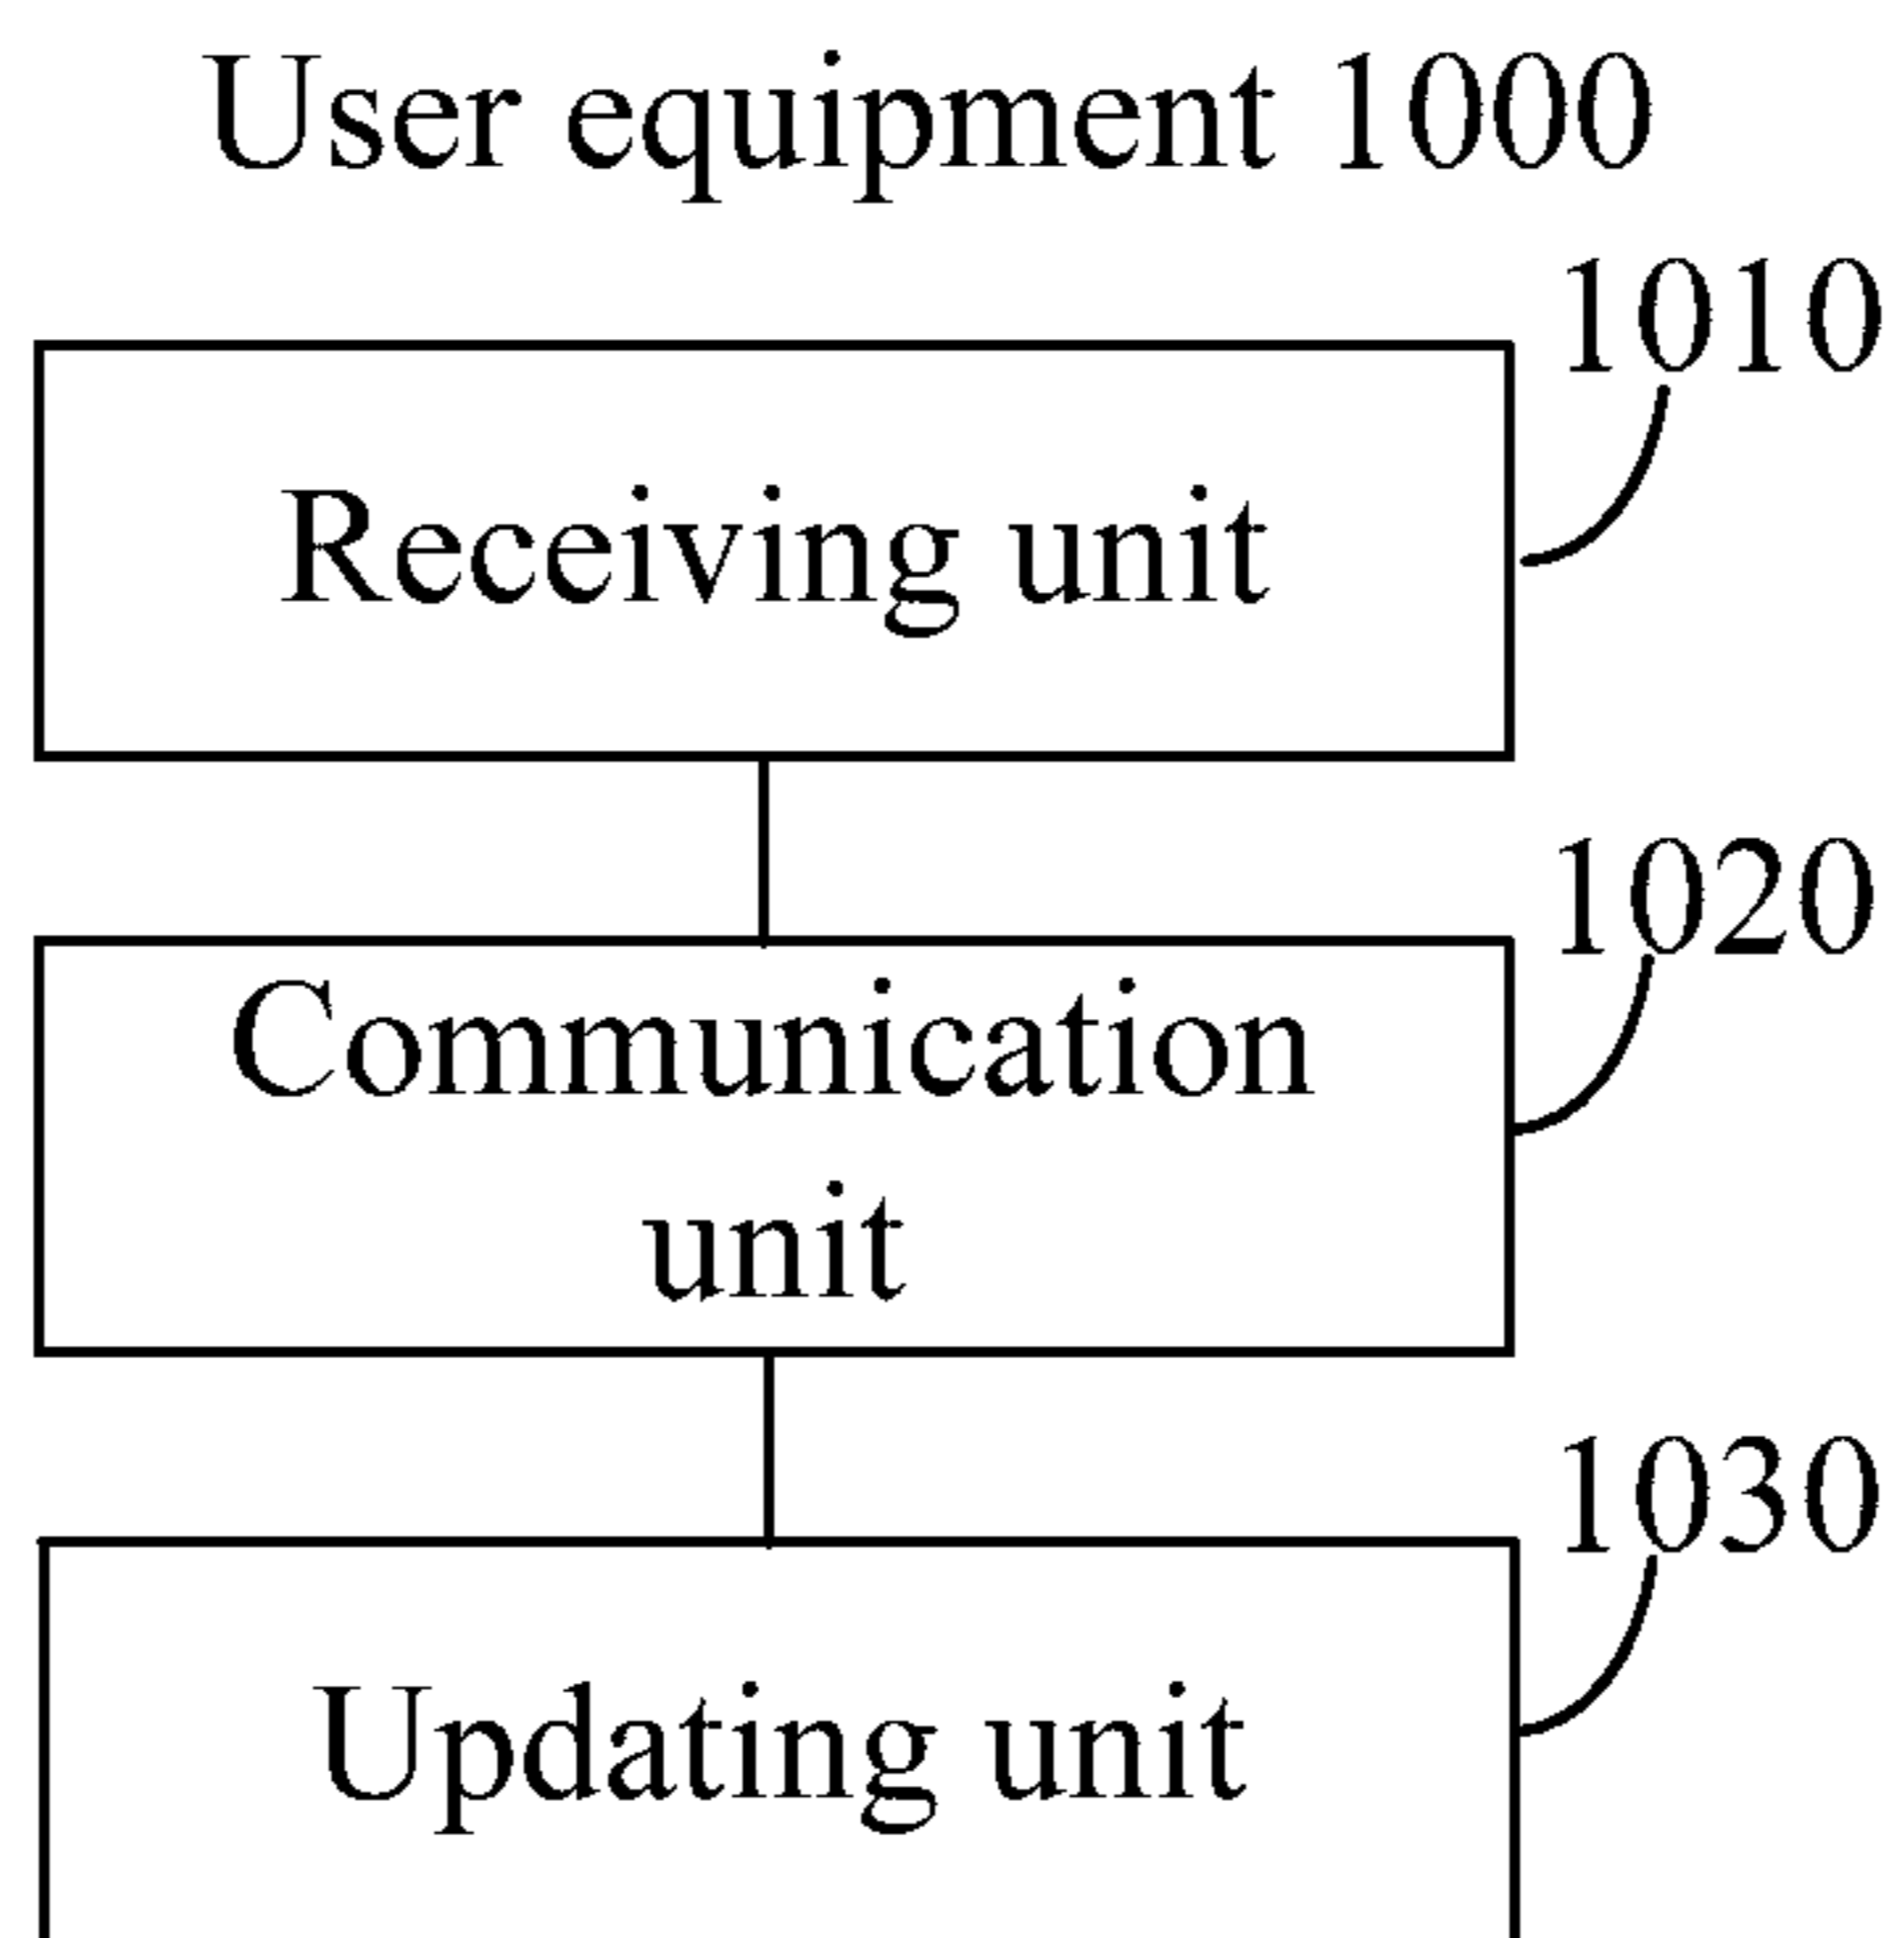 User equipment 1000
1010
Receiving unit
1020
Communication
unit
1030
Updating unit